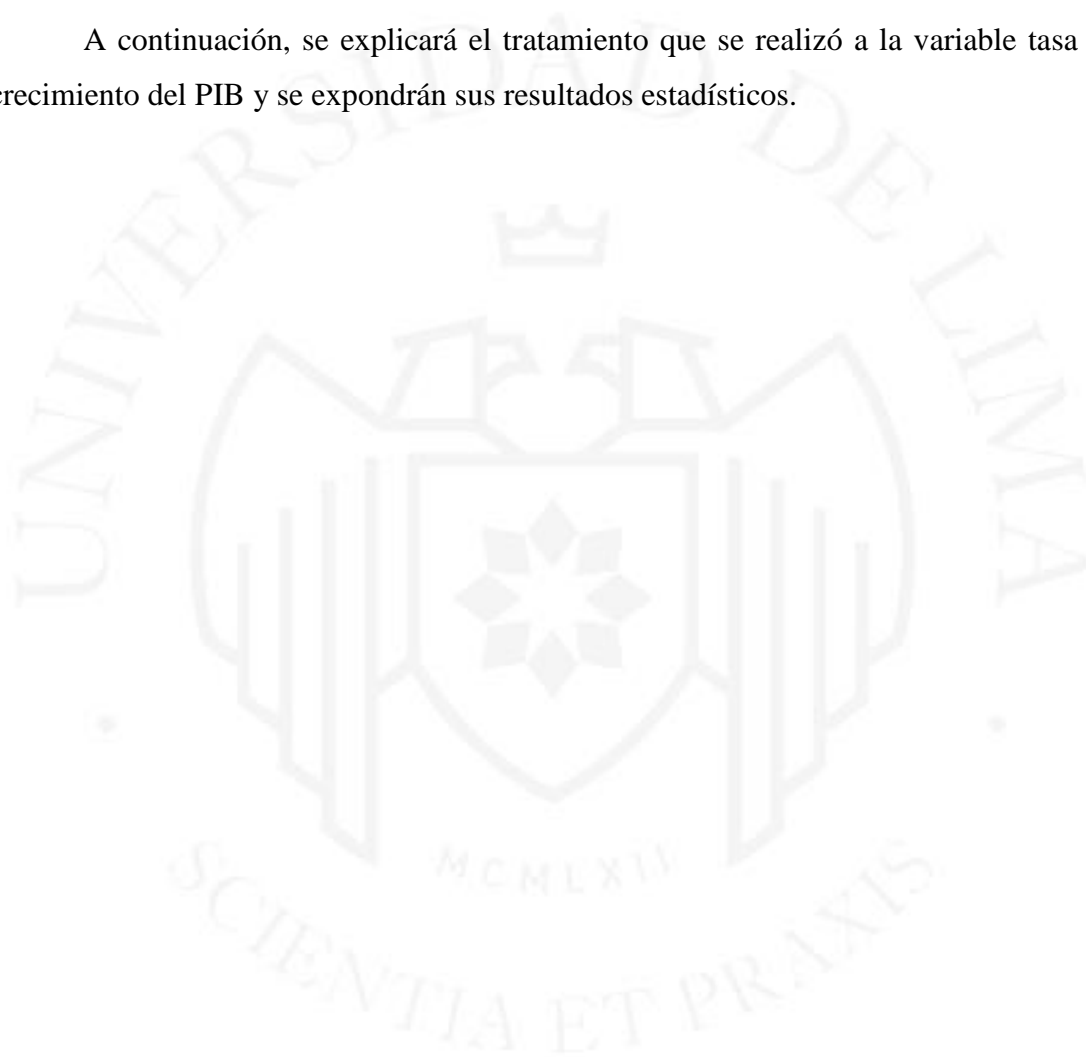 A continuación, se explicará el tratamiento que se realizó a la variable tasa
crecimiento del PIB y se expondrán sus resultados estadísticos.
UNIVERSIDAD DE LIMA
MCMLXII
SCIENTIA ET PRAXIS